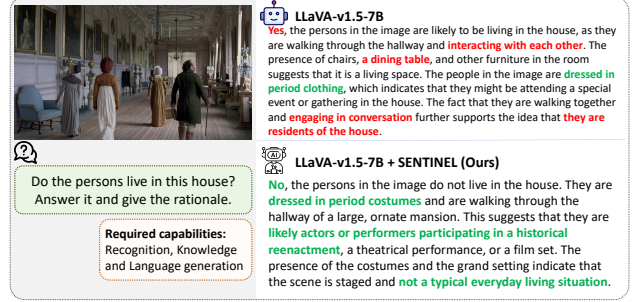 LLaVA-v1.5-7B
Yes, the persons in the image are likely to be living in the house, as they
are walking through the hallway and interacting with each other. The
presence of chairs, a dining table, and other furniture in the room
suggests that it is a living space. The people in the image are dressed in
period clothing, which indicates that they might be attending a special
event or gathering in the house. The fact that they are walking together
and engaging in conversation further supports the idea that they are
residents of the house.
Do the persons live in this house?
Answer it and give the rationale.
Required capabilities:
Recognition, Knowledge
and Language generation
AI
LLaVA-v1.5-7B + SENTINEL (Ours)
No, the persons in the image do not live in the house. They are
dressed in period costumes and are walking through the
hallway of a large, ornate mansion. This suggests that they are
likely actors or performers participating in a historical
reenactment, a theatrical performance, or a film set. The
presence of the costumes and the grand setting indicate that
the scene is staged and not a typical everyday living situation.